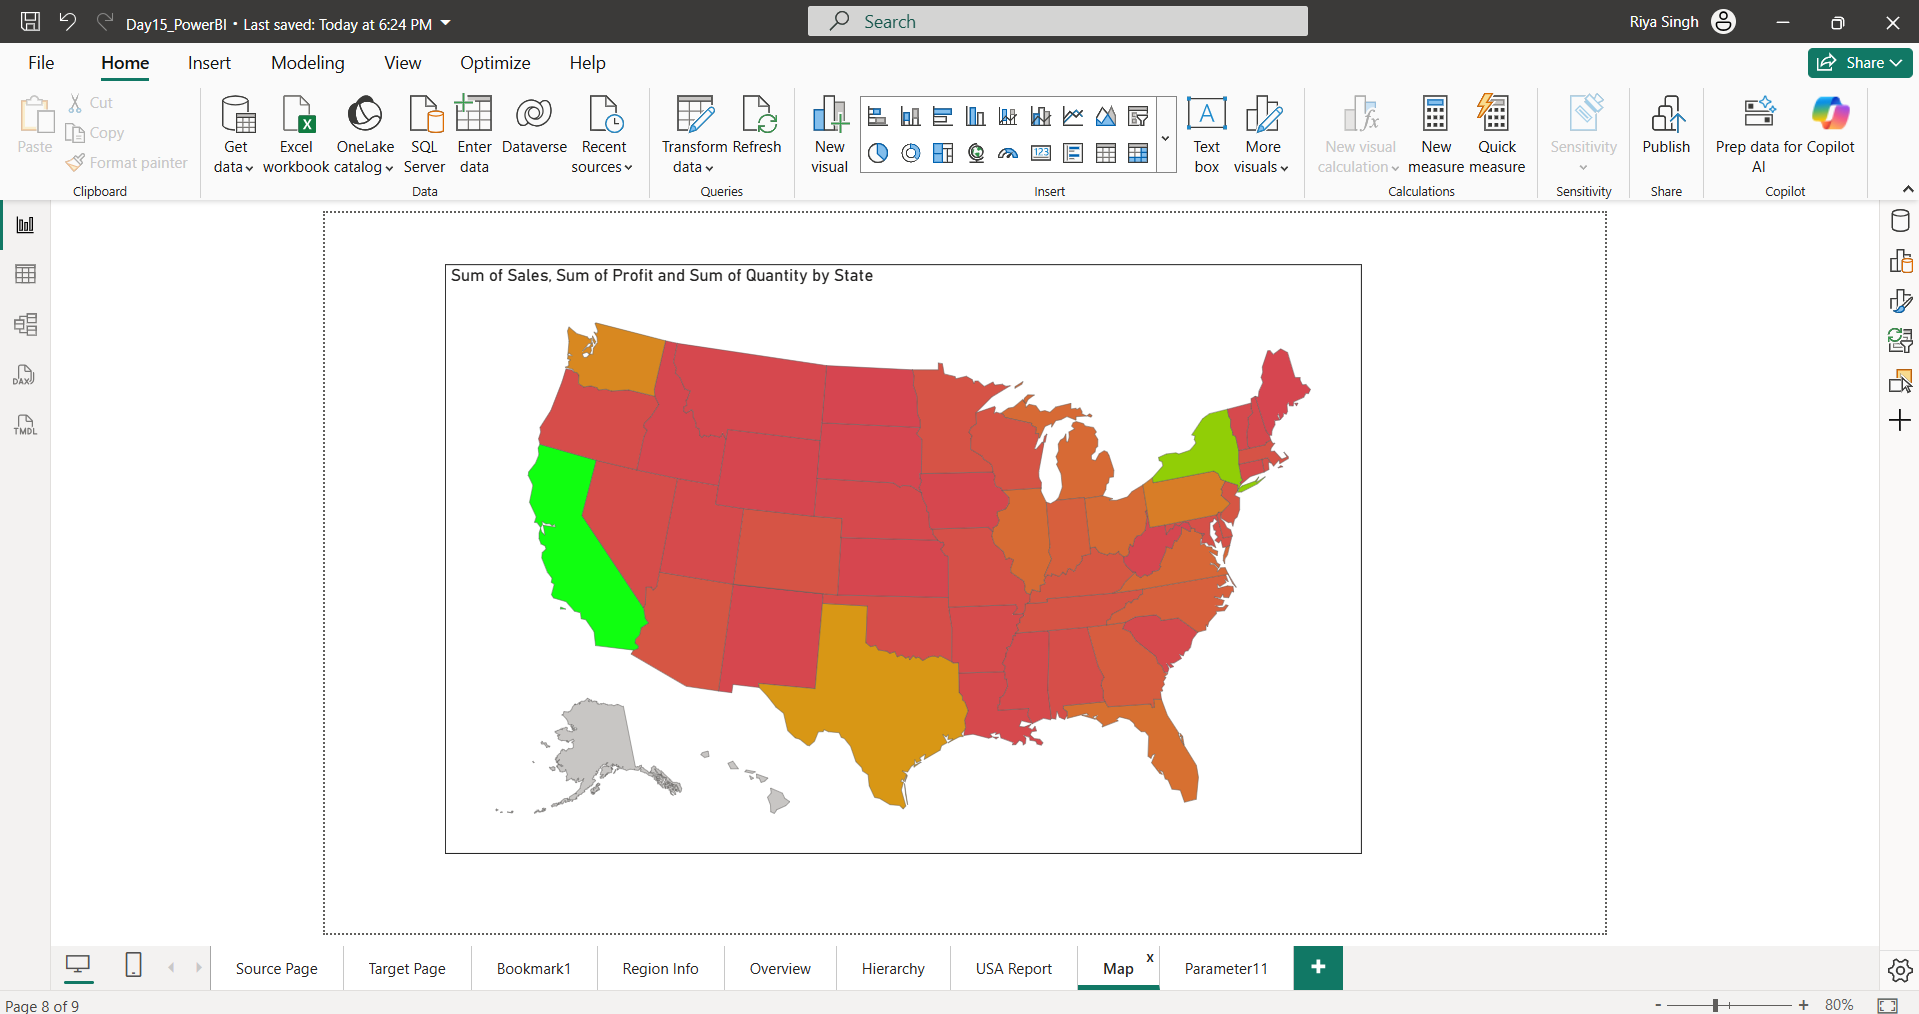 Day15_PowerBI • Last saved: Today at 6:24 PM
Search
Riya Singh
File Home Insert Modeling View Optimize Help
Share
Paste
Cut
Copy
Format painter
Clipboard
Get data
Excel workbook
OneLake catalog
SQL Server
Enter data
Dataverse
Recent sources
Data
Transform data
Refresh
Queries
New visual
123
A
Text box
More visuals
Insert
fx
New visual calculation
New measure
Quick measure
Calculations
Sensitivity
Sensitivity
Publish
Share
Prep data for AI
Copilot
Copilot
DAX
TMDL
Sum of Sales, Sum of Profit and Sum of Quantity by State
Source Page Target Page Bookmark1 Region Info Overview Hierarchy USA Report Map x Parameter11 +
Page 8 of 9
- + 80%